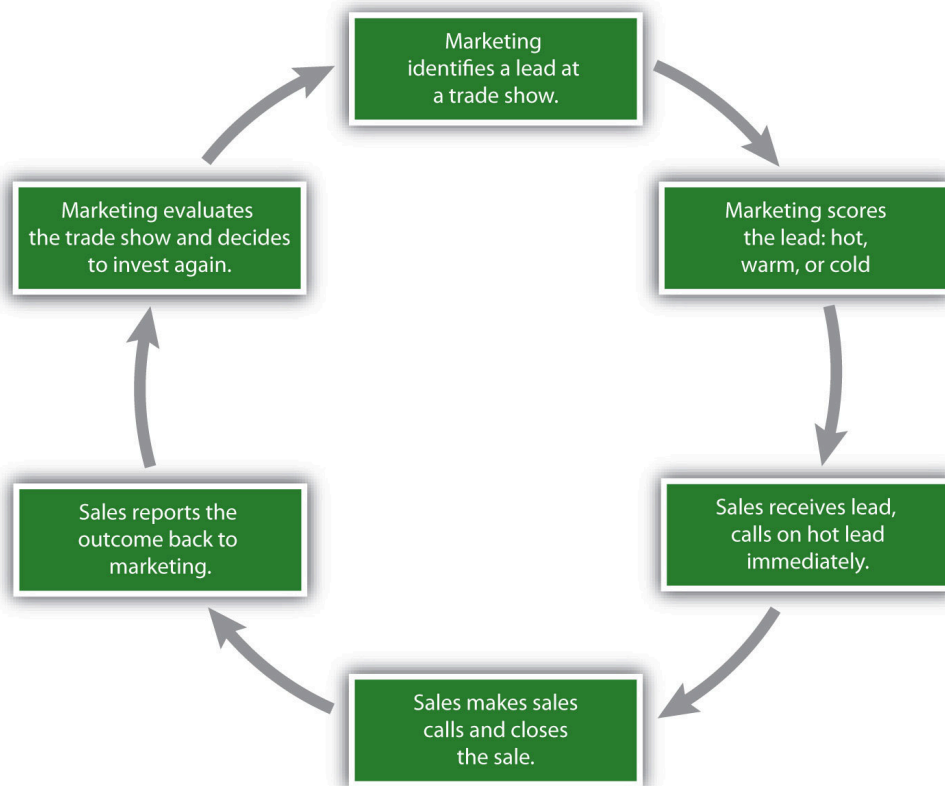 Marketing
identifies a lead at
a trade show.
Marketing scores
the lead: hot,
warm, or cold
Sales receives lead,
calls on hot lead
immediately.
Sales makes sales
calls and closes
the sale.
Sales reports the
outcome back to
marketing.
Marketing evaluates
the trade show and decides
to invest again.